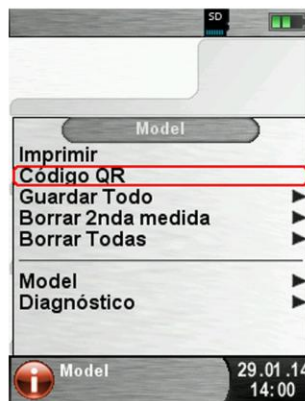 SD
Model
Imprimir
Código QR
Guardar Todo
Borrar 2nda medida
Borrar Todas
Model
Diagnóstico
Model
29.01.14
14:00